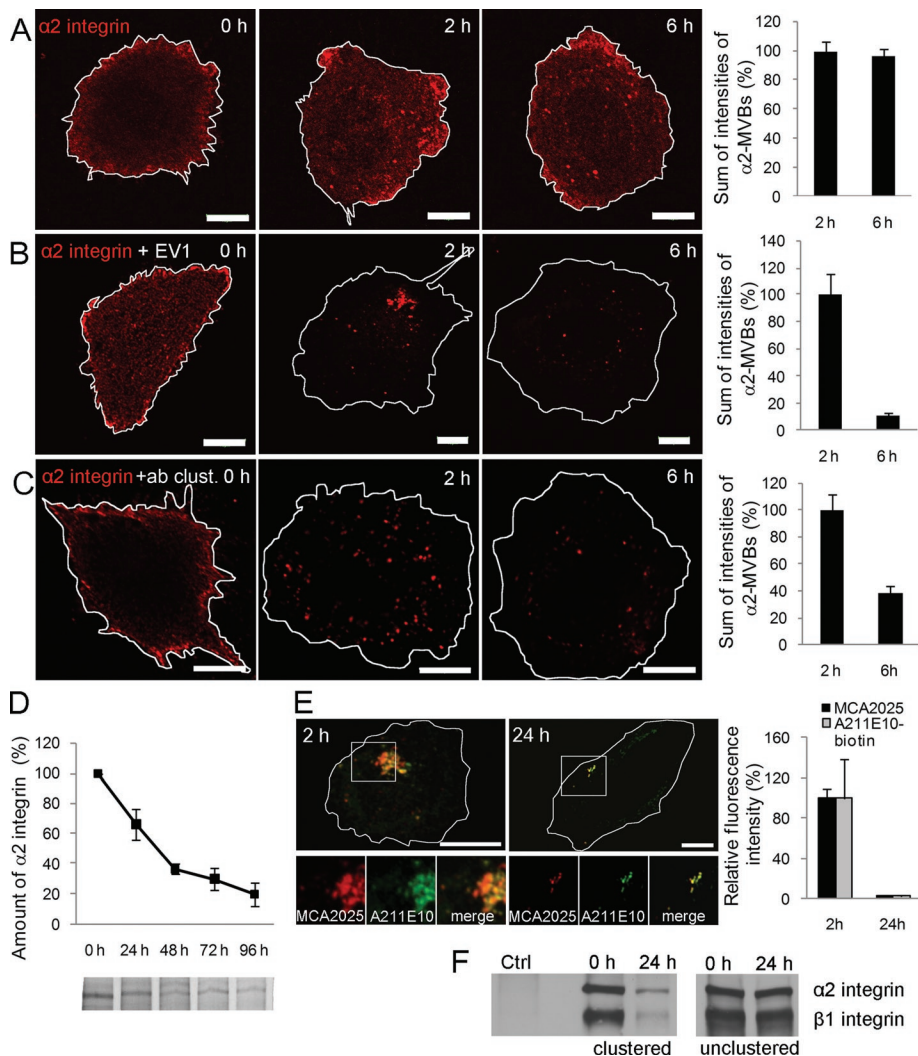 A
α2 integrin
0 h
2 h
6 h
Sum of intensities of
α2-MVBs (%)
120
100
80
60
40
20
0
2 h
6 h
B
α2 integrin + EV1
0 h
2 h
6 h
Sum of intensities of
α2-MVBs (%)
140
120
100
80
60
40
20
0
2 h
6 h
C
α2 integrin +ab clust. 0 h
2 h
6 h
Sum of intensities of
α2-MVBs (%)
120
100
80
60
40
20
0
2 h
6h
D
Amount of α2 integrin (%)
120
100
80
60
40
20
0
0 h
24 h
48 h
72 h
96 h
E
2 h
24 h
MCA2025
A211E10
merge
MCA2025
A211E10
merge
MCA2025
A211E10-
biotin
Relative fluorescence
intensity (%)
160
120
80
40
0
2h
24h
F
Ctrl
0 h
24 h
0 h
24 h
α2 integrin
β1 integrin
clustered
unclustered